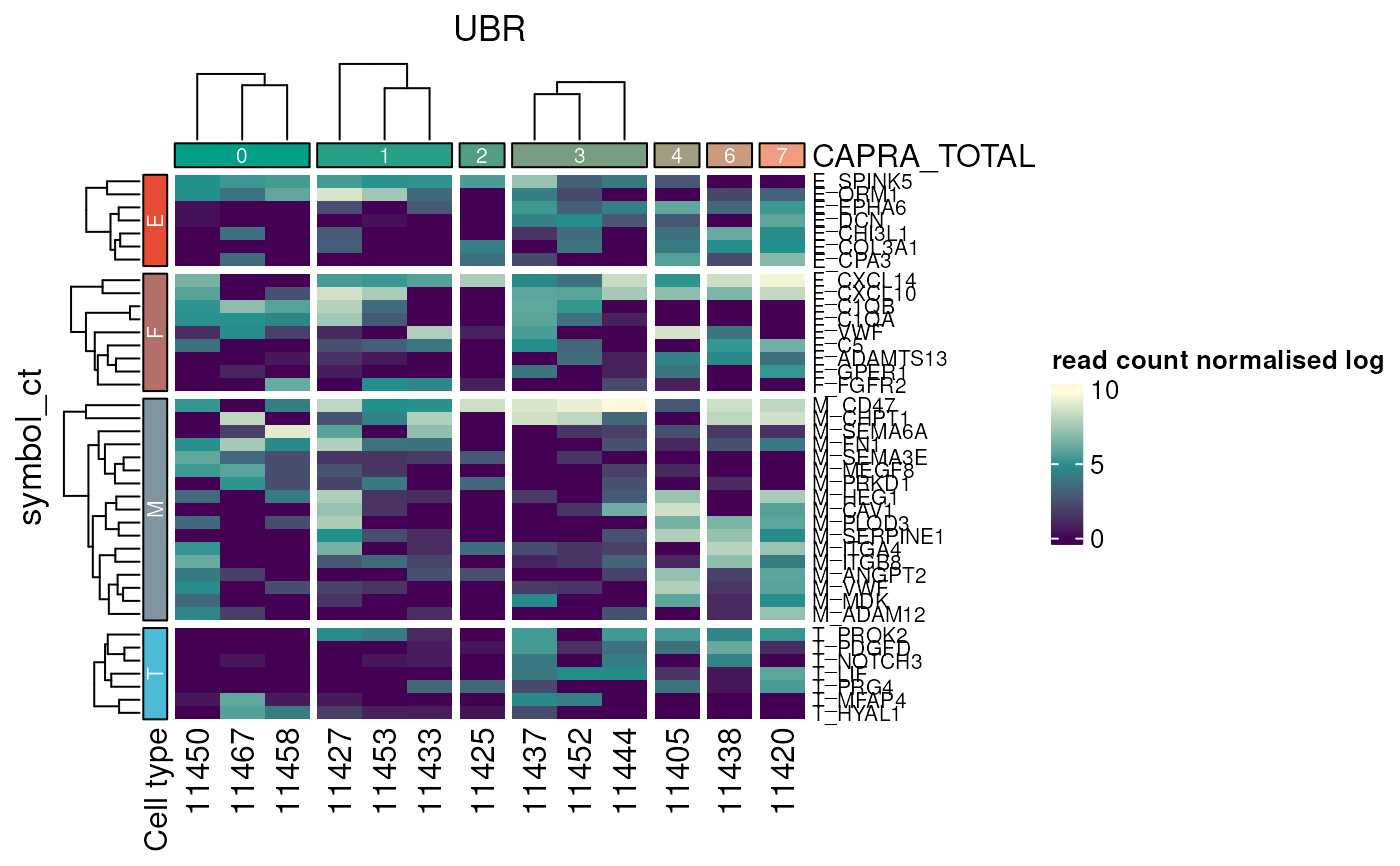 UBR
0 1 2 3 4 6 7 CAPRA_TOTAL
symbol_ct
E
F
M
T
E_SPINK5
E_ORM1
E_EPHA6
E_DCN
E_CHI3L1
E_COL3A1
E_CPA3
F_CXCL14
F_CXCL10
F_C1QB
F_C1QA
F_VWF
F_C5
F_ADAMTS13
F_GPER1
F_FGFR2
M_CD47
M_CHPT1
M_SEMA6A
M_FN1
M_SEMA3E
M_MEGF8
M_PRKD1
M_HEG1
M_CAV1
M_PLOD3
M_SERPINE1
M_ITGA4
M_ITGB8
M_ANGPT2
M_VWF
M_MDK
M_ADAM12
T_PROK2
T_PDGFD
T_NOTCH3
T_LIF
T_PRG4
T_MFAP4
T_HYAL1
Cell type
11450
11467
11458
11427
11453
11433
11425
11437
11452
11444
11405
11438
11420
read count normalised log
10
5
0